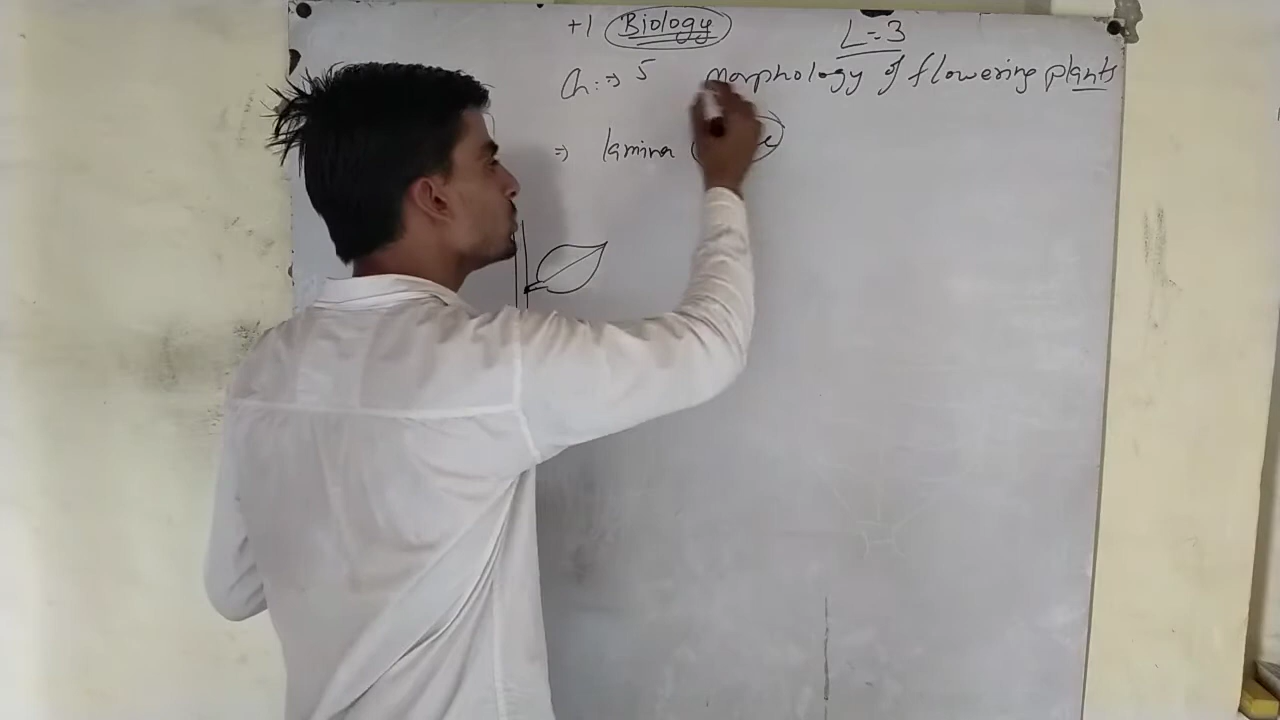 +1 Biology L=3
Ch:⇒ 5 Morphology of flowering plants
⇒ lamina